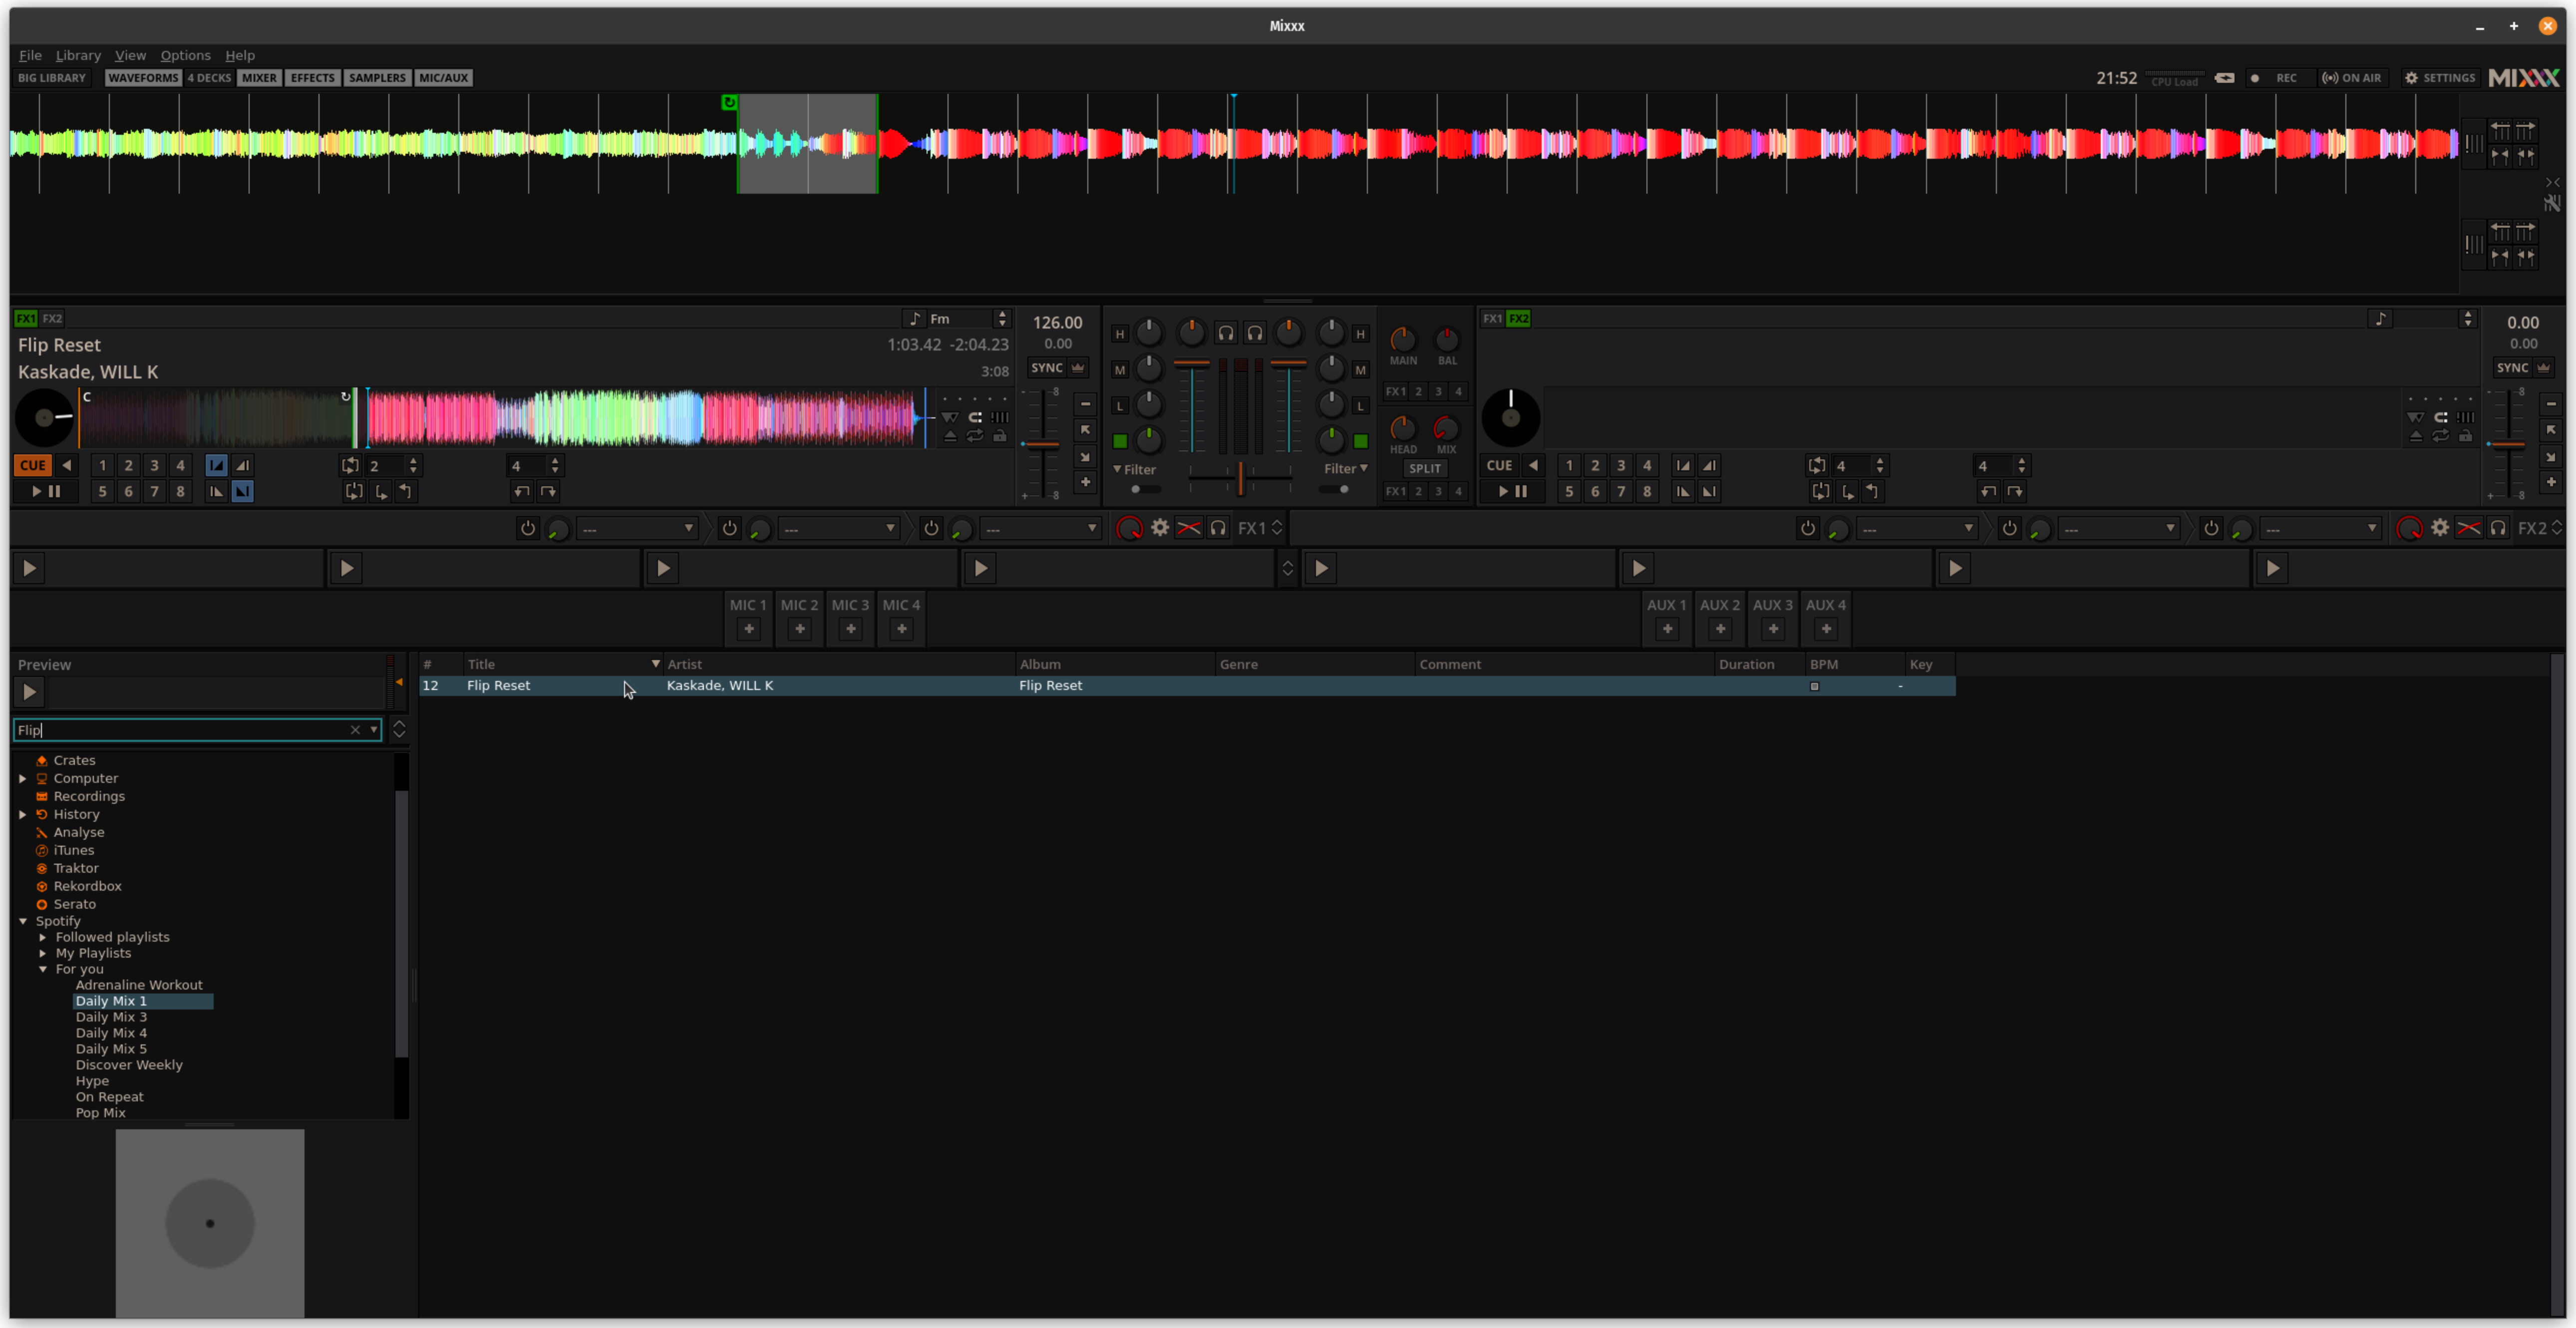 Mixxx
File Library View Options Help
BIG LIBRARY WAVEFORMS 4 DECKS MIXER EFFECTS SAMPLERS MIC/AUX 21:52 CPU Load REC ON AIR SETTINGS MIXXX
FX1 FX2 Fm 126.00 FX1 FX2 0.00
Flip Reset 1:03.42 -2:04.23 0.00 H H MAIN BAL 0.00
Kaskade, WILL K 3:08 SYNC M M SYNC
C 8 FX1 2 3 4 8
L L
HEAD MIX
CUE 1 2 3 4 2 4 Filter Filter SPLIT CUE 1 2 3 4 4 4
5 6 7 8 8 FX1 2 3 4 5 6 7 8 8
--- --- --- FX1 --- --- --- FX2
MIC 1 MIC 2 MIC 3 MIC 4 AUX 1 AUX 2 AUX 3 AUX 4
Preview
# Title Artist Album Genre Comment Duration BPM Key
12 Flip Reset Kaskade, WILL K Flip Reset -
Flip
Crates
Computer
Recordings
History
Analyse
iTunes
Traktor
Rekordbox
Serato
Spotify
Followed playlists
My Playlists
For you
Adrenaline Workout
Daily Mix 1
Daily Mix 3
Daily Mix 4
Daily Mix 5
Discover Weekly
Hype
On Repeat
Pop Mix